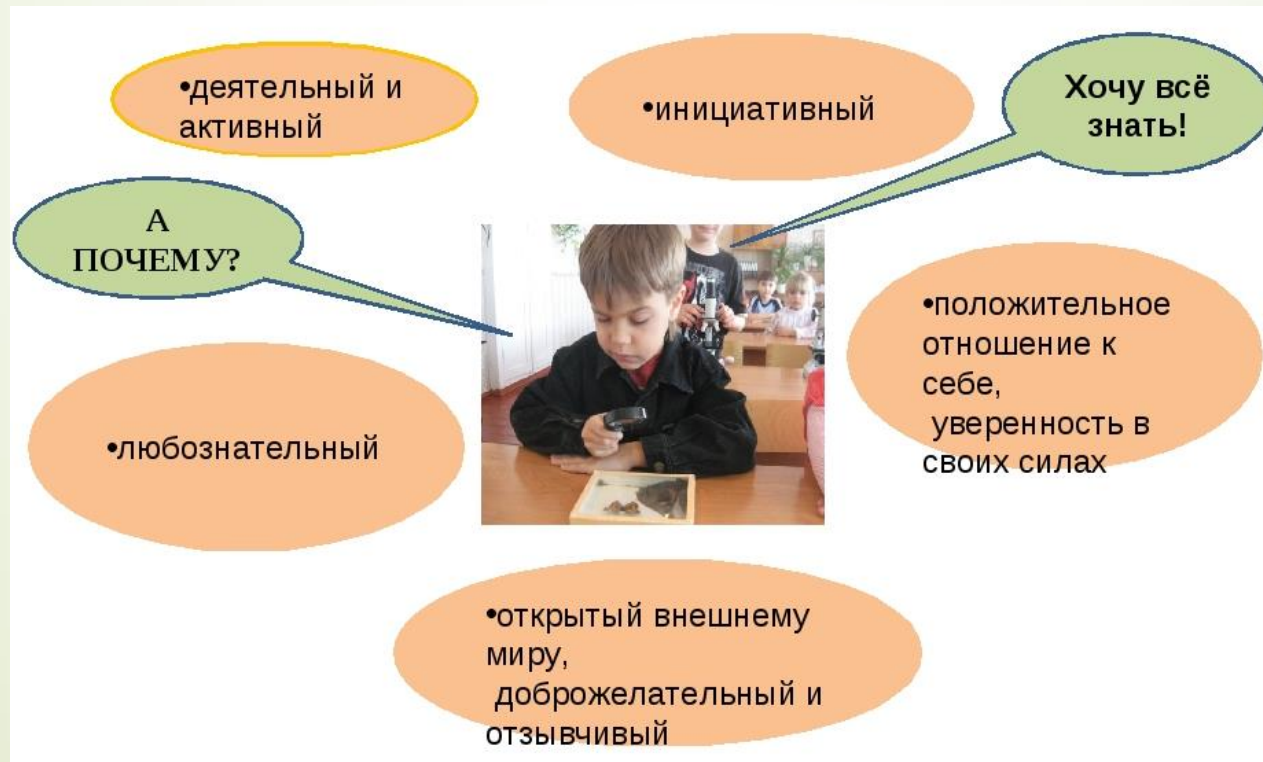 •деятельный и
активный
•инициативный
Хочу всё
знать!
А
ПОЧЕМУ?
•положительное
отношение к
себе,
уверенность в
своих силах
•любознательный
•открытый внешнему
миру,
доброжелательный и
отзывчивый